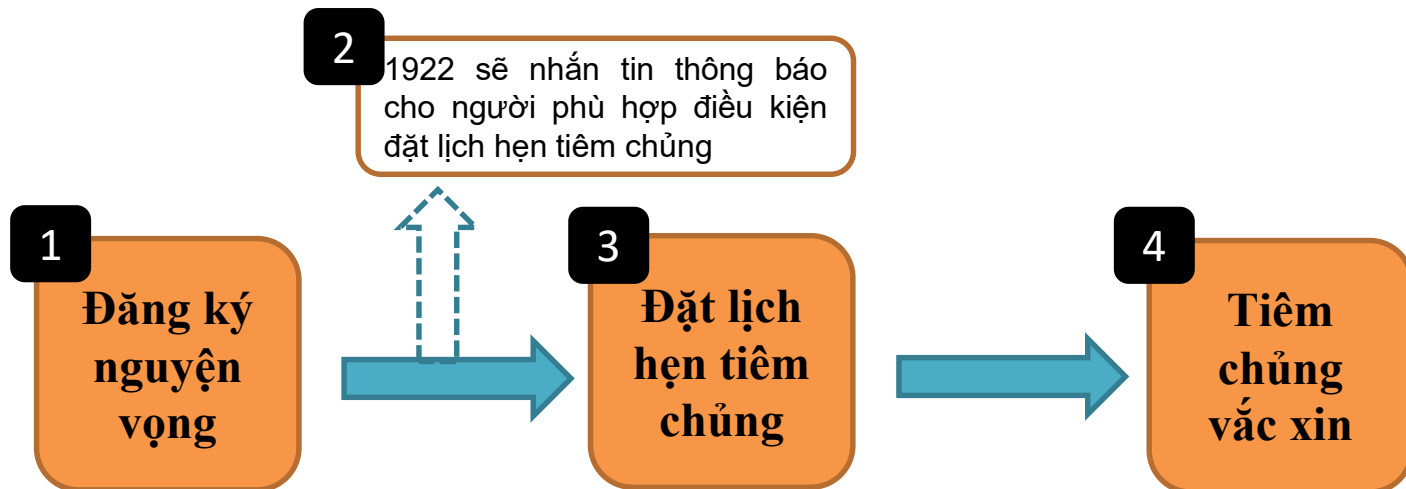 1
Đăng ký
nguyện
vọng
2
1922 sẽ nhắn tin thông báo
cho người phù hợp điều kiện
đặt lịch hẹn tiêm chủng
3
Đặt lịch
hẹn tiêm
chủng
4
Tiêm
chủng
vắc xin